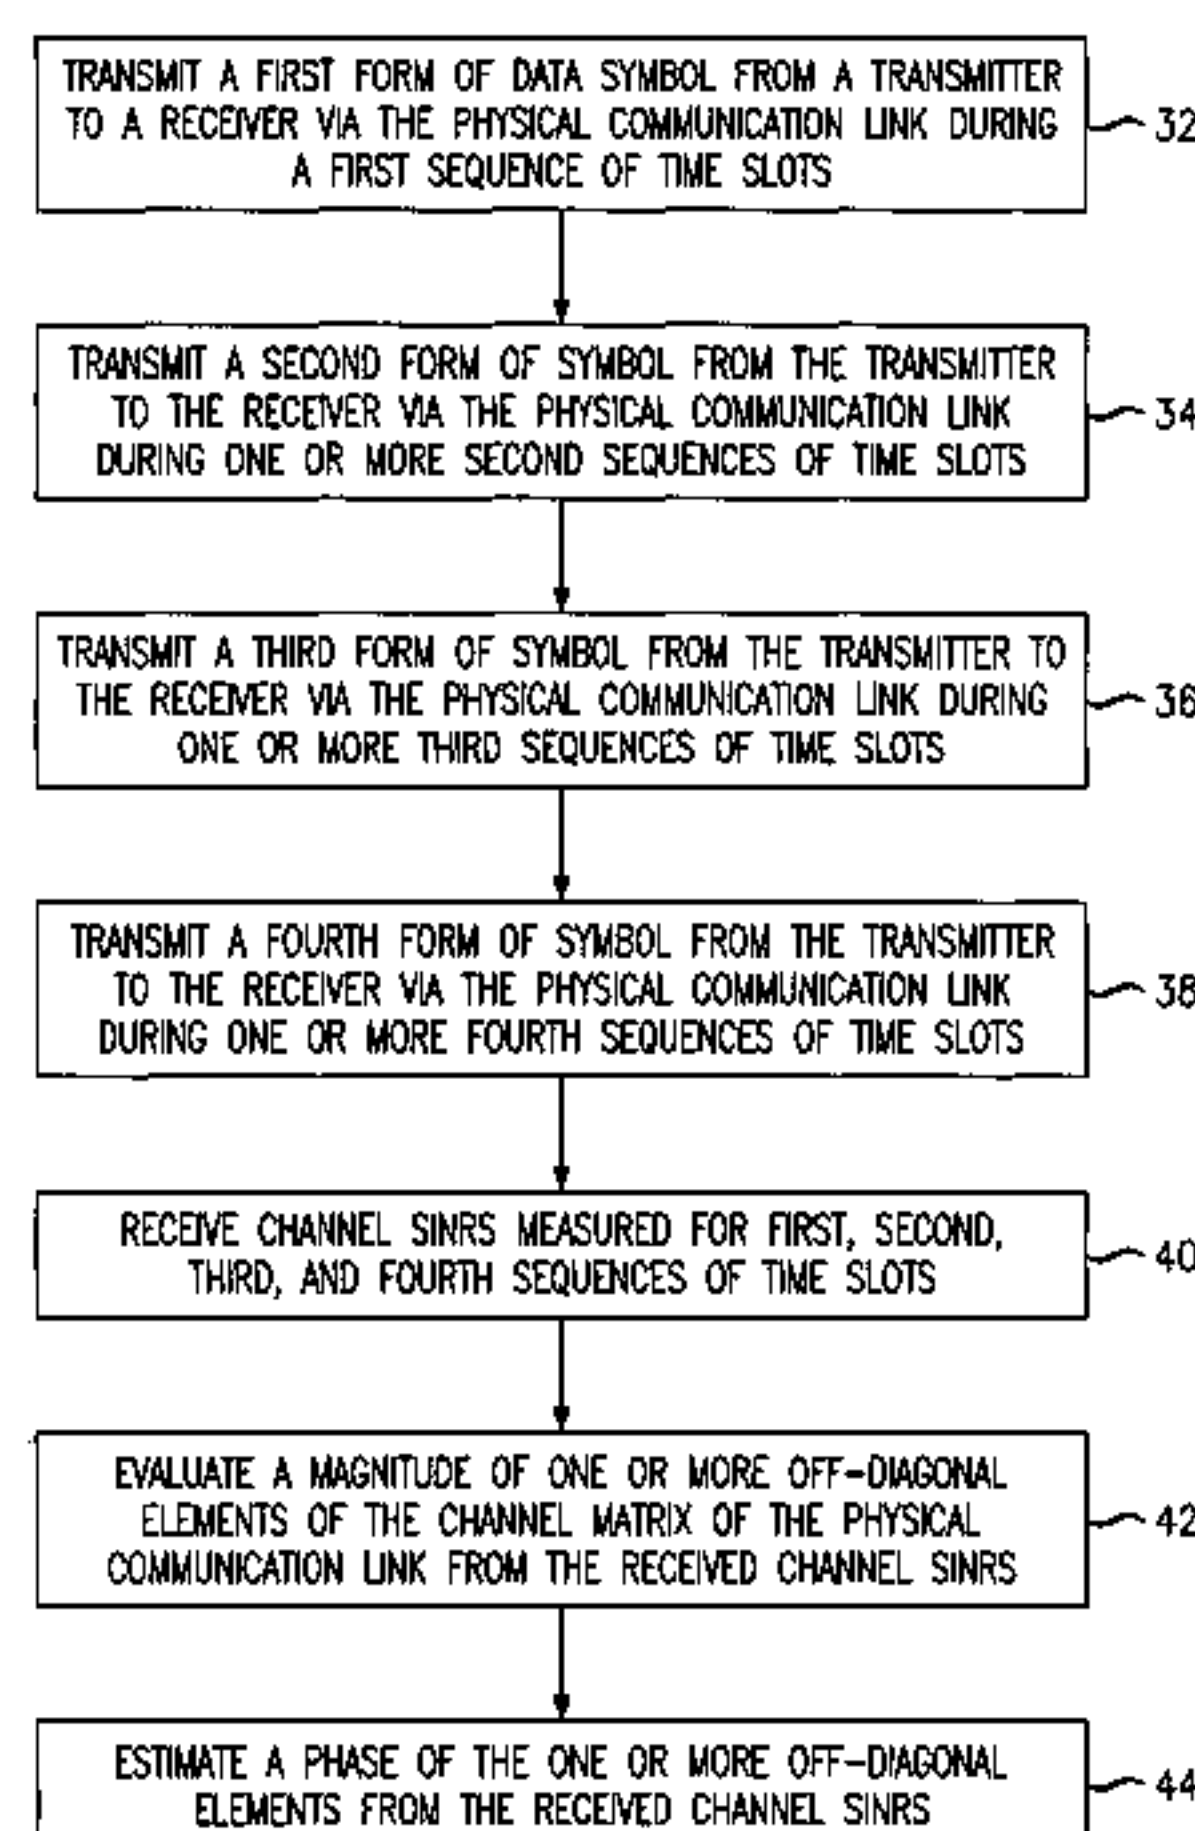 TRANSMIT A FIRST FORM OF DATA SYMBOL FROM A TRANSMITTER
TO A RECEIVER VIA THE PHYSICAL COMMUNICATION LINK DURING
A FIRST SEQUENCE OF TIME SLOTS
32
TRANSMIT A SECOND FORM OF SYMBOL FROM THE TRANSMITTER
TO THE RECEIVER VIA THE PHYSICAL COMMUNICATION LINK
DURING ONE OR MORE SECOND SEQUENCES OF TIME SLOTS
34
TRANSMIT A THIRD FORM OF SYMBOL FROM THE TRANSMITTER TO
THE RECEIVER VIA THE PHYSICAL COMMUNICATION LINK DURING
ONE OR MORE THIRD SEQUENCES OF TIME SLOTS
36
TRANSMIT A FOURTH FORM OF SYMBOL FROM THE TRANSMITTER
TO THE RECEIVER VIA THE PHYSICAL COMMUNICATION LINK
DURING ONE OR MORE FOURTH SEQUENCES OF TIME SLOTS
38
RECEIVE CHANNEL SINRS MEASURED FOR FIRST, SECOND,
THIRD, AND FOURTH SEQUENCES OF TIME SLOTS
40
EVALUATE A MAGNITUDE OF ONE OR MORE OFF-DIAGONAL
ELEMENTS OF THE CHANNEL MATRIX OF THE PHYSICAL
COMMUNICATION LINK FROM THE RECEIVED CHANNEL SINRS
42
ESTIMATE A PHASE OF THE ONE OR MORE OFF-DIAGONAL
ELEMENTS FROM THE RECEIVED CHANNEL SINRS
44